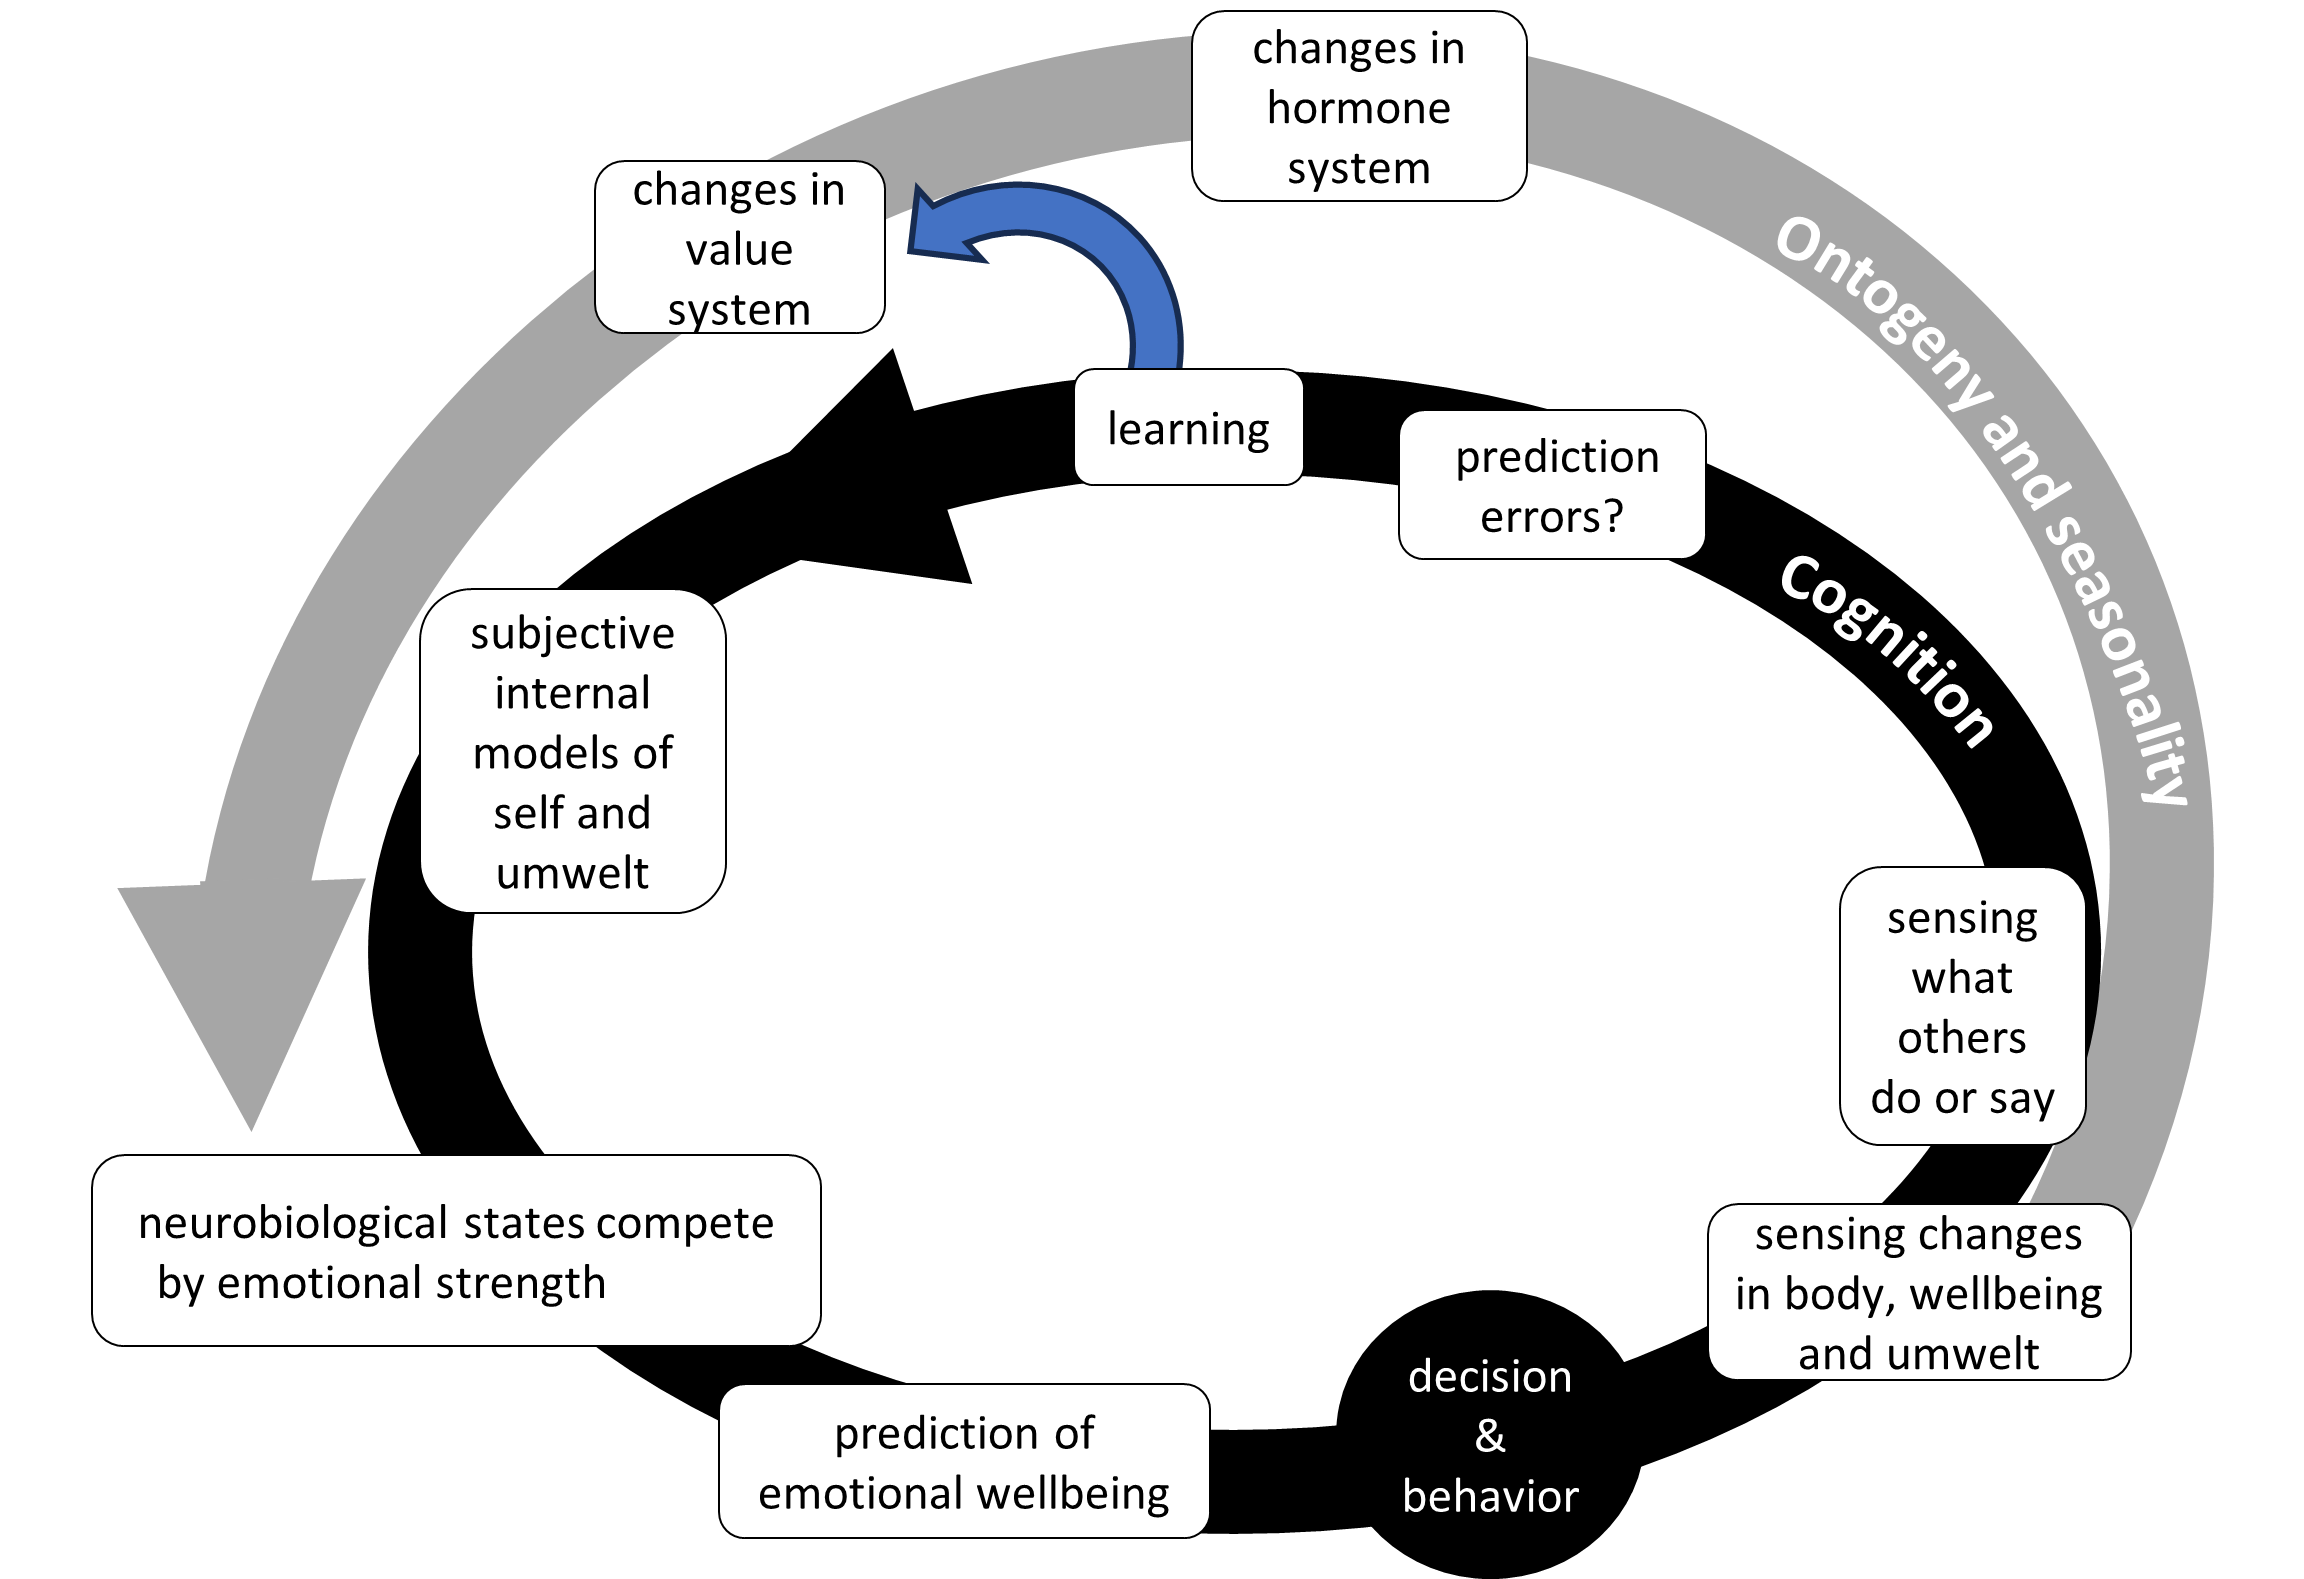 changes in
hormone
system
changes in
value
system
Ontogeny and seasonality
learning
prediction
errors?
Cognition
subjective
internal
models of
self and
umwelt
sensing
what
others
do or say
neurobiological states compete
by emotional strength
sensing changes
in body, wellbeing
and umwelt
decision
&
behavior
prediction of
emotional wellbeing